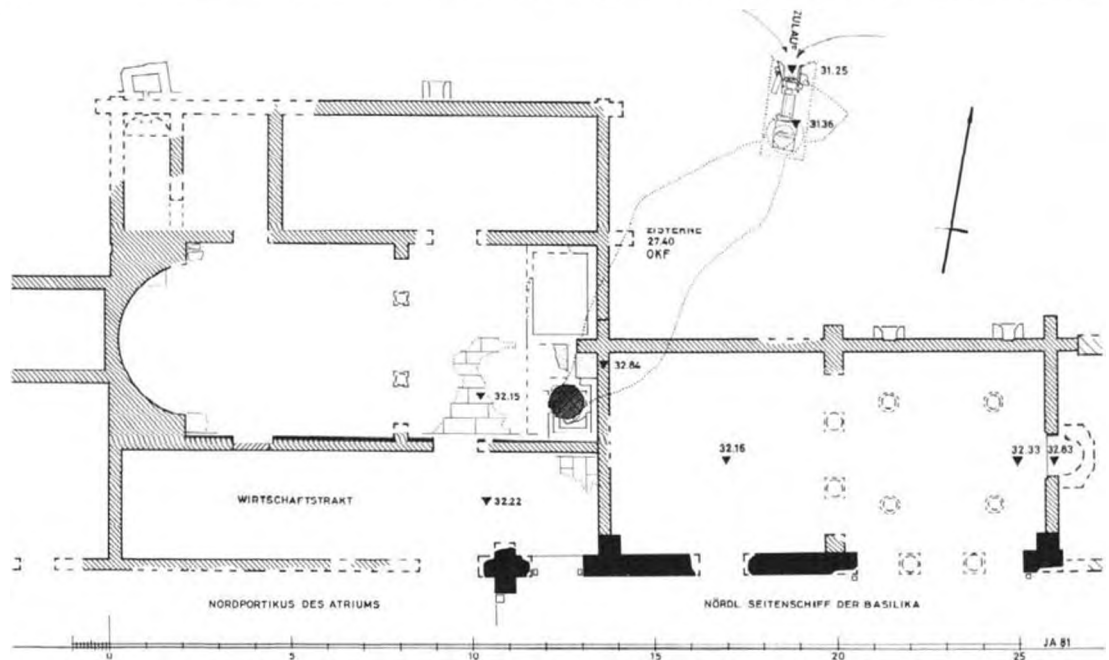 ZULAUF
31.25
31.36
ZISTERNE
27.40
OKF
32.84
32.15
32.16
32.33
32.83
WIRTSCHAFTSTRAKT
32.22
NORDPORTIKUS DES ATRIUMS
NÖRDL SEITENSCHIFF DER BASILIKA
0 5 10 15 20 25
JA 81